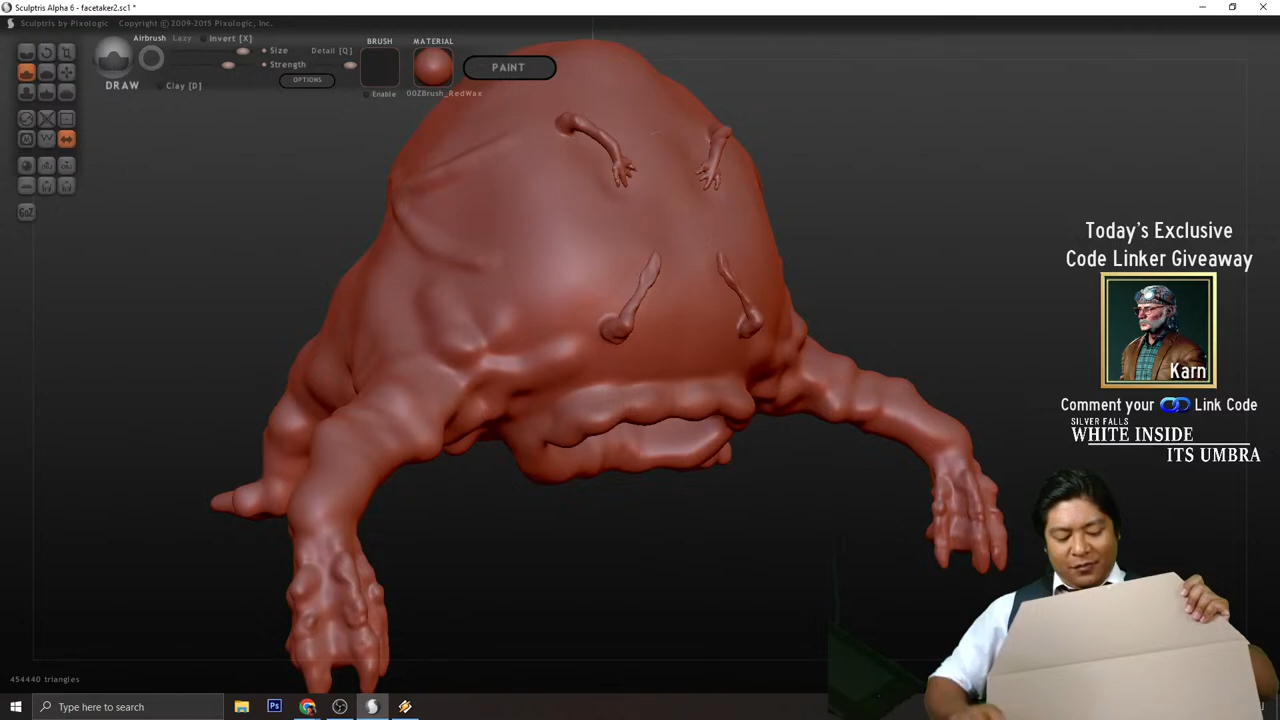 Sculptris Alpha 6 - facetaker2.sc1 *
Sculptris by Pixologic Copyright © 2009-2015 Pixologic, Inc.
Airbrush Lazy Invert [X]
Size
Detail [Q]
Strength
OPTIONS
DRAW
Clay [D]
BRUSH
Enable
MATERIAL
00ZBrush_RedWax
PAINT
GoZ
Today's Exclusive
Code Linker Giveaway
Karn
Comment your Link Code
SILVER FALLS
WHITE INSIDE
ITS UMBRA
454440 triangles
Type here to search
Ps